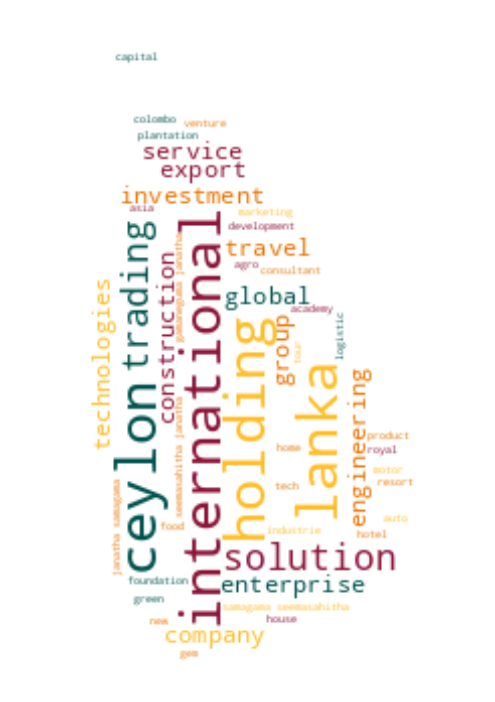 capital
colombo
venture
plantation
service
export
investment
asia
marketing
development
travel
agro
consultant
global
academy
trading
construction
gamaneguma janatha
international
technologies
ceylon
holding
group
tour
logistic
lanka
engineering
product
royal
home
motor
resort
tech
seemasahitha janatha
janatha samagama
food
industrie
auto
hotel
solution
foundation
enterprise
green
samagama seemasahitha
new
house
company
gem